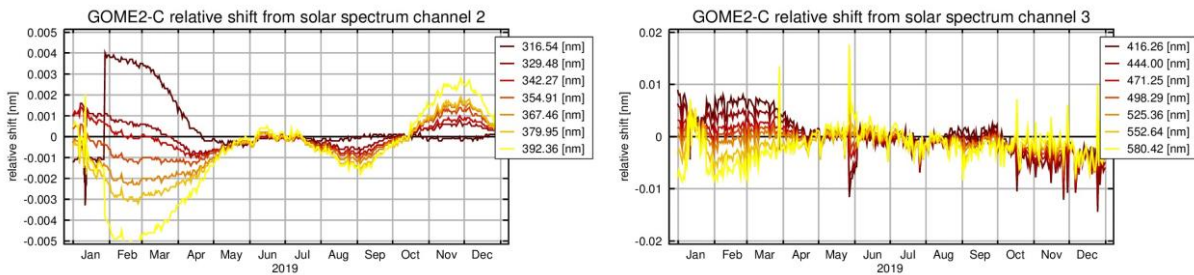 GOME2-C relative shift from solar spectrum channel 2
0.005
0.004
0.003
0.002
0.001
0
-0.001
-0.002
-0.003
-0.004
-0.005
relative shift [nm]
316.54 [nm]
329.48 [nm]
342.27 [nm]
354.91 [nm]
367.46 [nm]
379.95 [nm]
392.36 [nm]
Jan Feb Mar Apr May Jun Jul Aug Sep Oct Nov Dec
2019
GOME2-C relative shift from solar spectrum channel 3
0.02
0.01
0
-0.01
-0.02
relative shift [nm]
416.26 [nm]
444.00 [nm]
471.25 [nm]
498.29 [nm]
525.36 [nm]
552.64 [nm]
580.42 [nm]
Jan Feb Mar Apr May Jun Jul Aug Sep Oct Nov Dec
2019